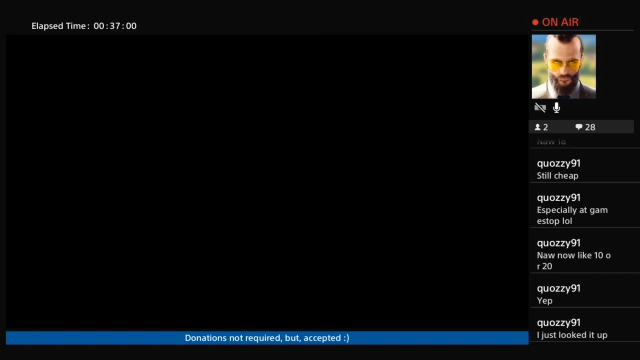 Elapsed Time: 00:37:00
ON AIR
2
28
quozzy91
Still cheap
quozzy91
Especially at gam
estop lol
quozzy91
Naw now like 10 o
r 20
quozzy91
Yep
quozzy91
I just looked it up
Donations not required, but, accepted :)